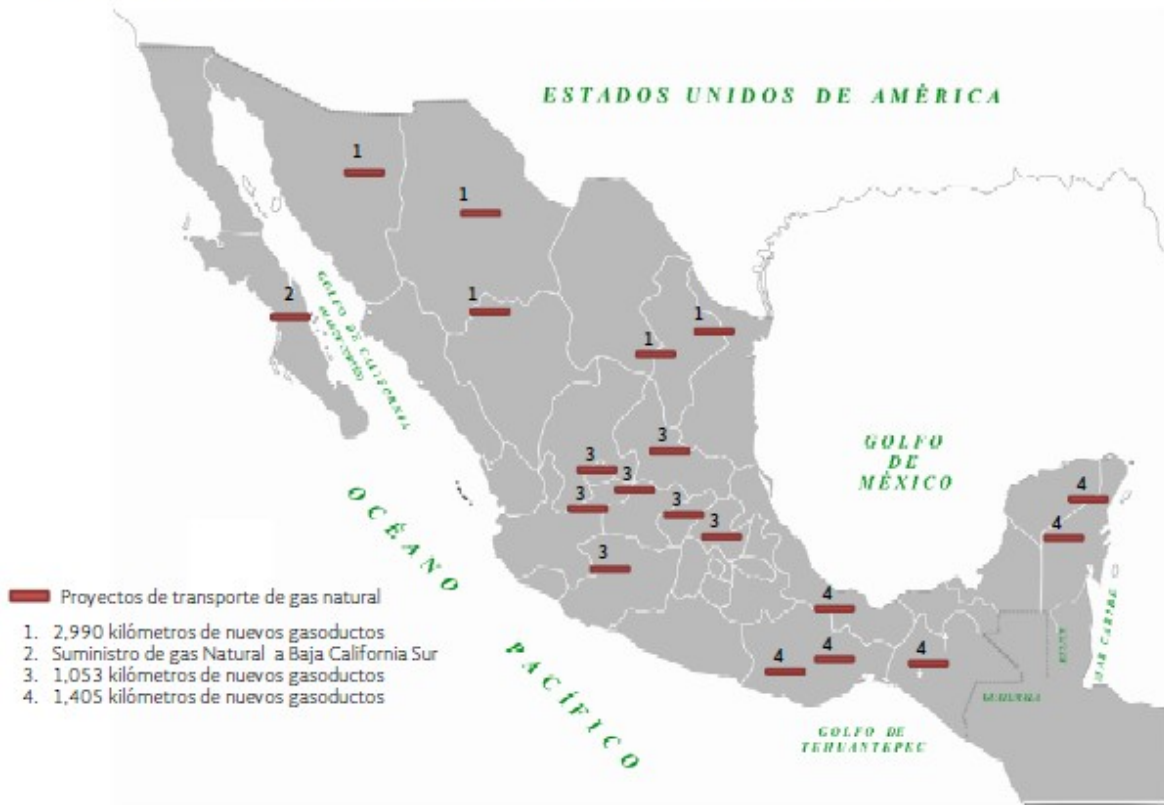 ESTADOS UNIDOS DE AMÉRICA
1
1
1
1
1
2
GOLFO DE CALIFORNIA
3
3
3
3
3
3
GOLFO
DE
MÉXICO
4
4
4
4
4
4
OCÉANO PACÍFICO
MAR CARIBE
GOLFO DE
TEHUANTEPEC
Proyectos de transporte de gas natural
1. 2,990 kilómetros de nuevos gasoductos
2. Suministro de gas Natural a Baja California Sur
3. 1,053 kilómetros de nuevos gasoductos
4. 1,405 kilómetros de nuevos gasoductos